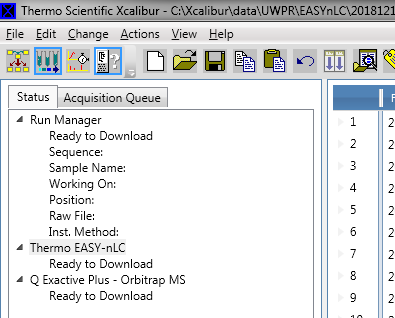 Thermo Scientific Xcalibur - C:\Xcalibur\data\UWPR\EASYnLC\2018121
File Edit Change Actions View Help
Status Acquisition Queue
Run Manager
Ready to Download
Sequence:
Sample Name:
Working On:
Position:
Raw File:
Inst. Method:
Thermo EASY-nLC
Ready to Download
Q Exactive Plus - Orbitrap MS
Ready to Download
1 2
2 2
3 2
4 2
5 2
6 2
7 2
8 2
9 2